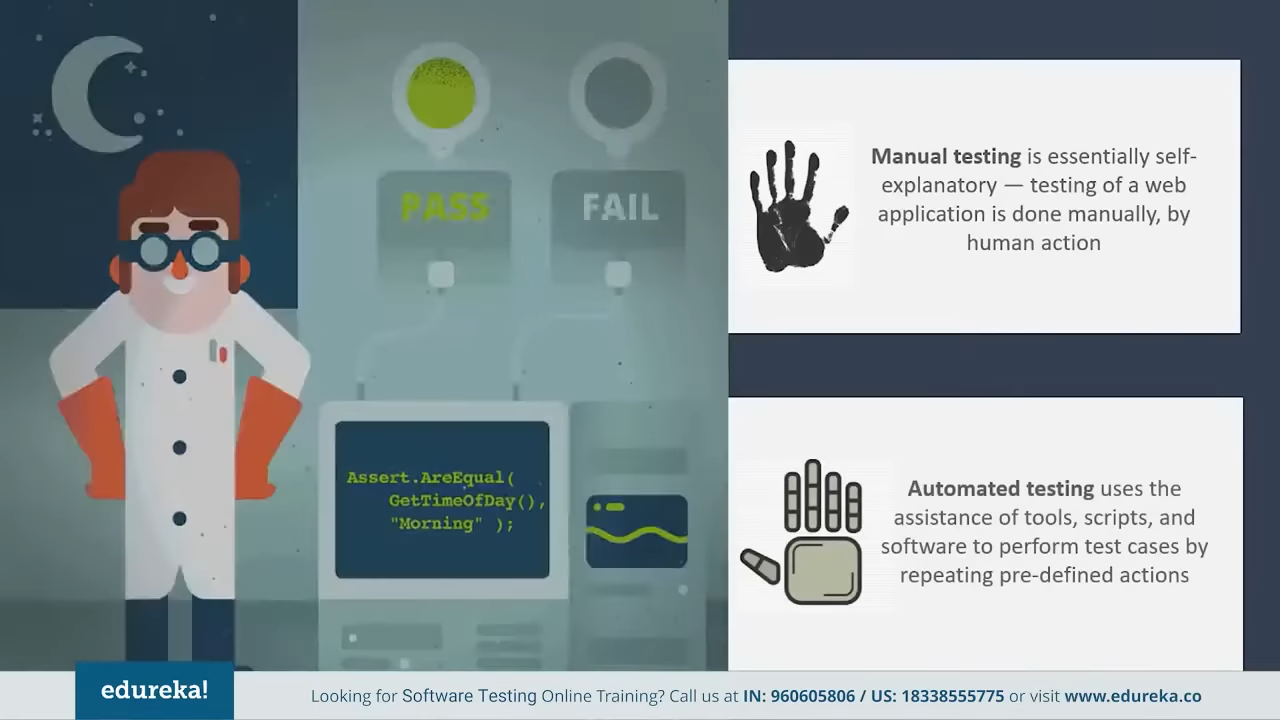 PASS
FAIL
Assert.AreEqual(
GetTimeOfDay(),
"Morning" );
Manual testing is essentially self-
explanatory — testing of a web
application is done manually, by
human action
Automated testing uses the
assistance of tools, scripts, and
software to perform test cases by
repeating pre-defined actions
edureka!
Looking for Software Testing Online Training? Call us at IN: 960605806 / US: 18338555775 or visit www.edureka.co